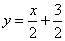 y = x/2 + 3/2